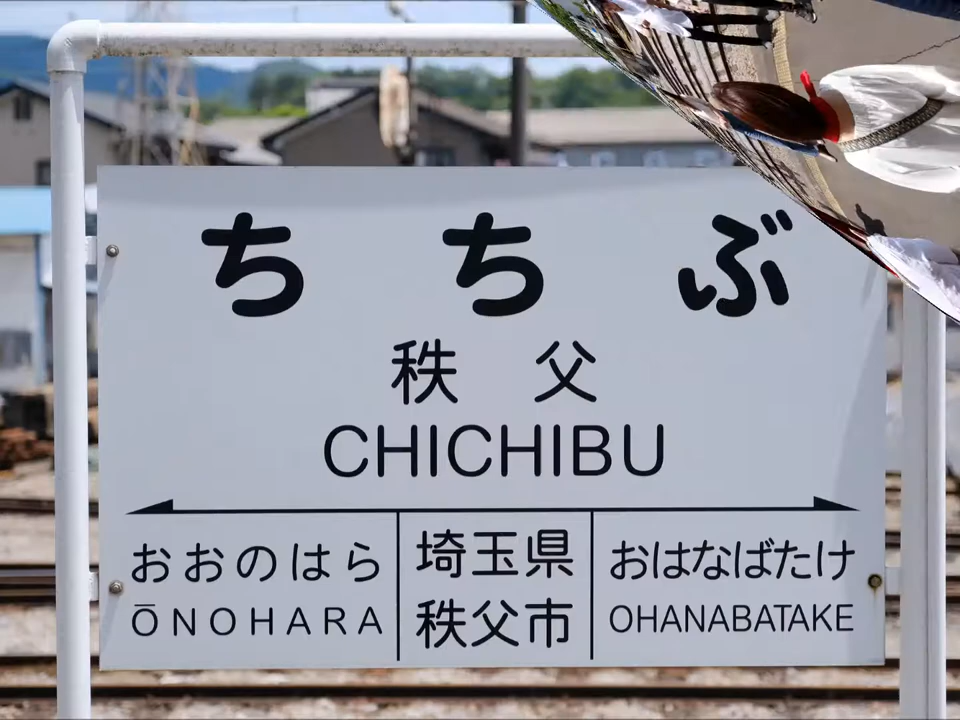 ちちぶ
秩父
CHICHIBU
おおのはら
ŌNOHARA
埼玉県
秩父市
おはなばたけ
OHANABATAKE